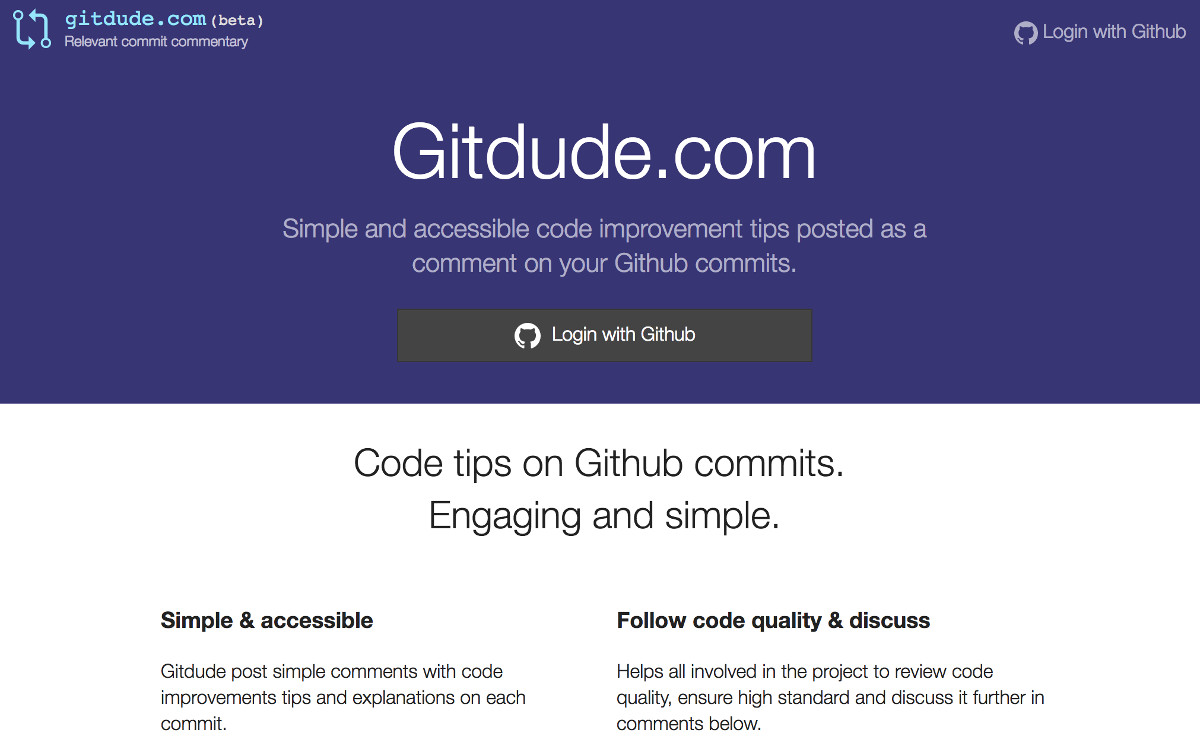 gitdude.com (beta)
Relevant commit commentary
Login with Github
Gitdude.com
Simple and accessible code improvement tips posted as a
comment on your Github commits.
Login with Github
Code tips on Github commits.
Engaging and simple.
Simple & accessible
Gitdude post simple comments with code
improvements tips and explanations on each
commit.
Follow code quality & discuss
Helps all involved in the project to review code
quality, ensure high standard and discuss it further in
comments below.